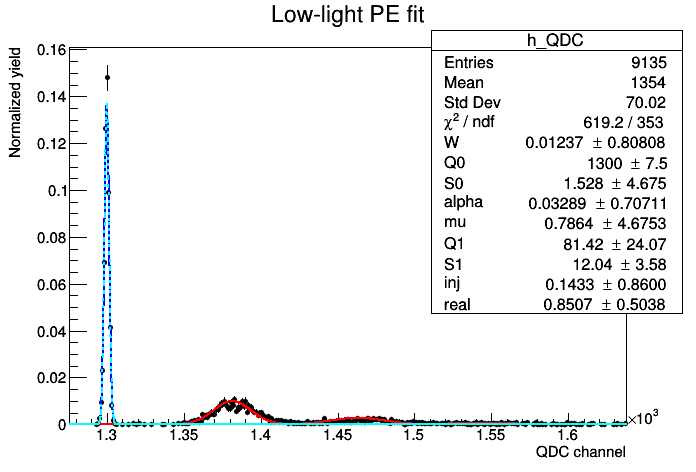 Low-light PE fit
h_QDC
Entries 9135
Mean 1354
Std Dev 70.02
χ² / ndf 619.2 / 353
W 0.01237 ± 0.80808
Q0 1300 ± 7.5
S0 1.528 ± 4.675
alpha 0.03289 ± 0.70711
mu 0.7864 ± 4.6753
Q1 81.42 ± 24.07
S1 12.04 ± 3.58
inj 0.1433 ± 0.8600
real 0.8507 ± 0.5038
Normalized yield
0.16
0.14
0.12
0.1
0.08
0.06
0.04
0.02
0
1.3 1.35 1.4 1.45 1.5 1.55 1.6
×10³
QDC channel